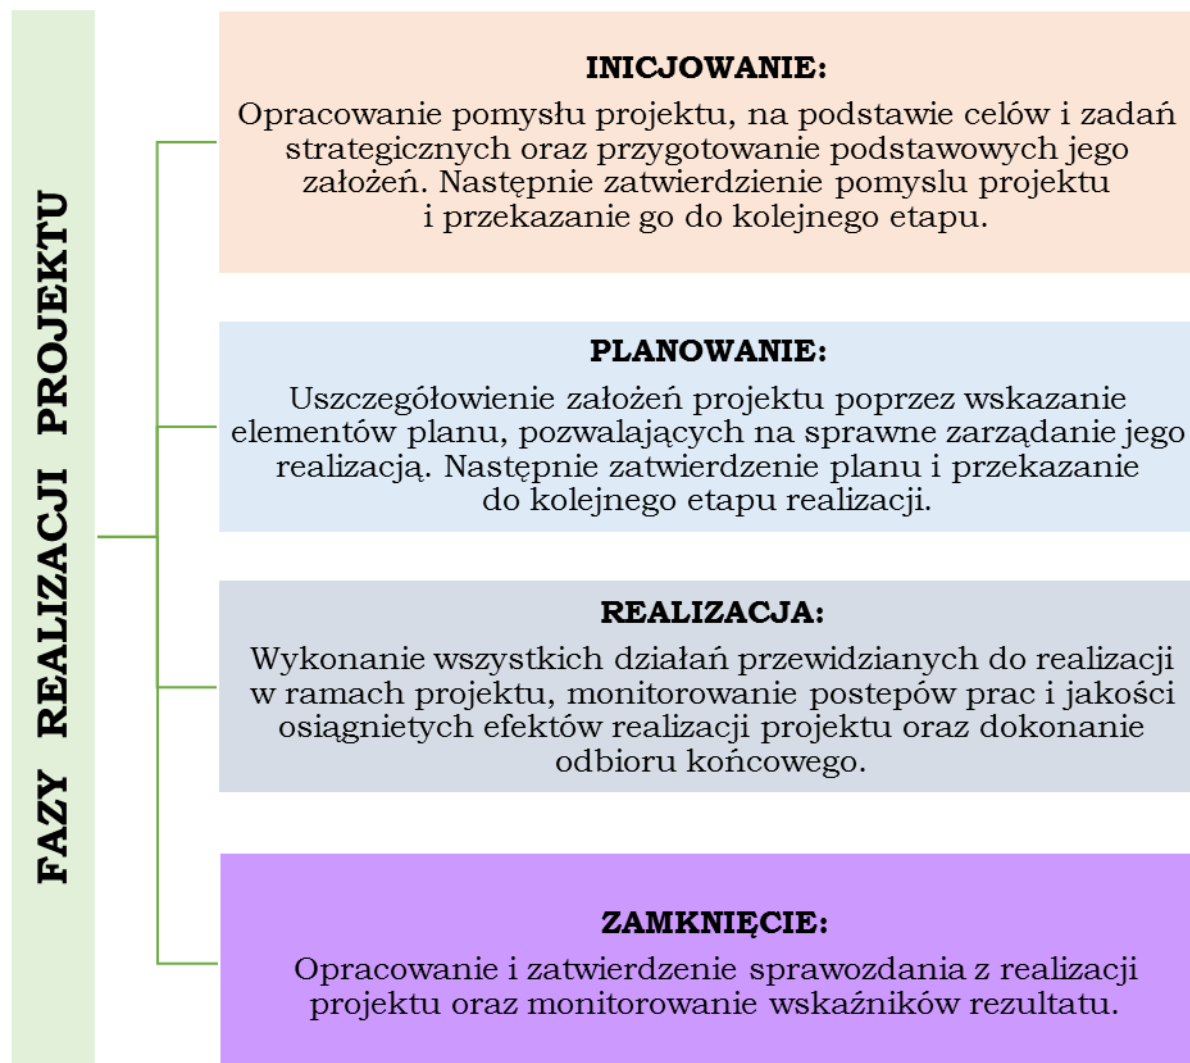 FAZY REALIZACJI PROJEKTU
INICJOWANIE:
Opracowanie pomysłu projektu, na podstawie celów i zadań
strategicznych oraz przygotowanie podstawowych jego
założeń. Następnie zatwierdzienie pomyslu projektu
i przekazanie go do kolejnego etapu.
PLANOWANIE:
Uszczegółowienie założeń projektu poprzez wskazanie
elementów planu, pozwalających na sprawne zarządanie jego
realizacją. Następnie zatwierdzenie planu i przekazanie
do kolejnego etapu realizacji.
REALIZACJA:
Wykonanie wszystkich działań przewidzianych do realizacji
w ramach projektu, monitorowanie postepów prac i jakości
osiągnietych efektów realizacji projektu oraz dokonanie
odbioru końcowego.
ZAMKNIĘCIE:
Opracowanie i zatwierdzenie sprawozdania z realizacji
projektu oraz monitorowanie wskaźników rezultatu.